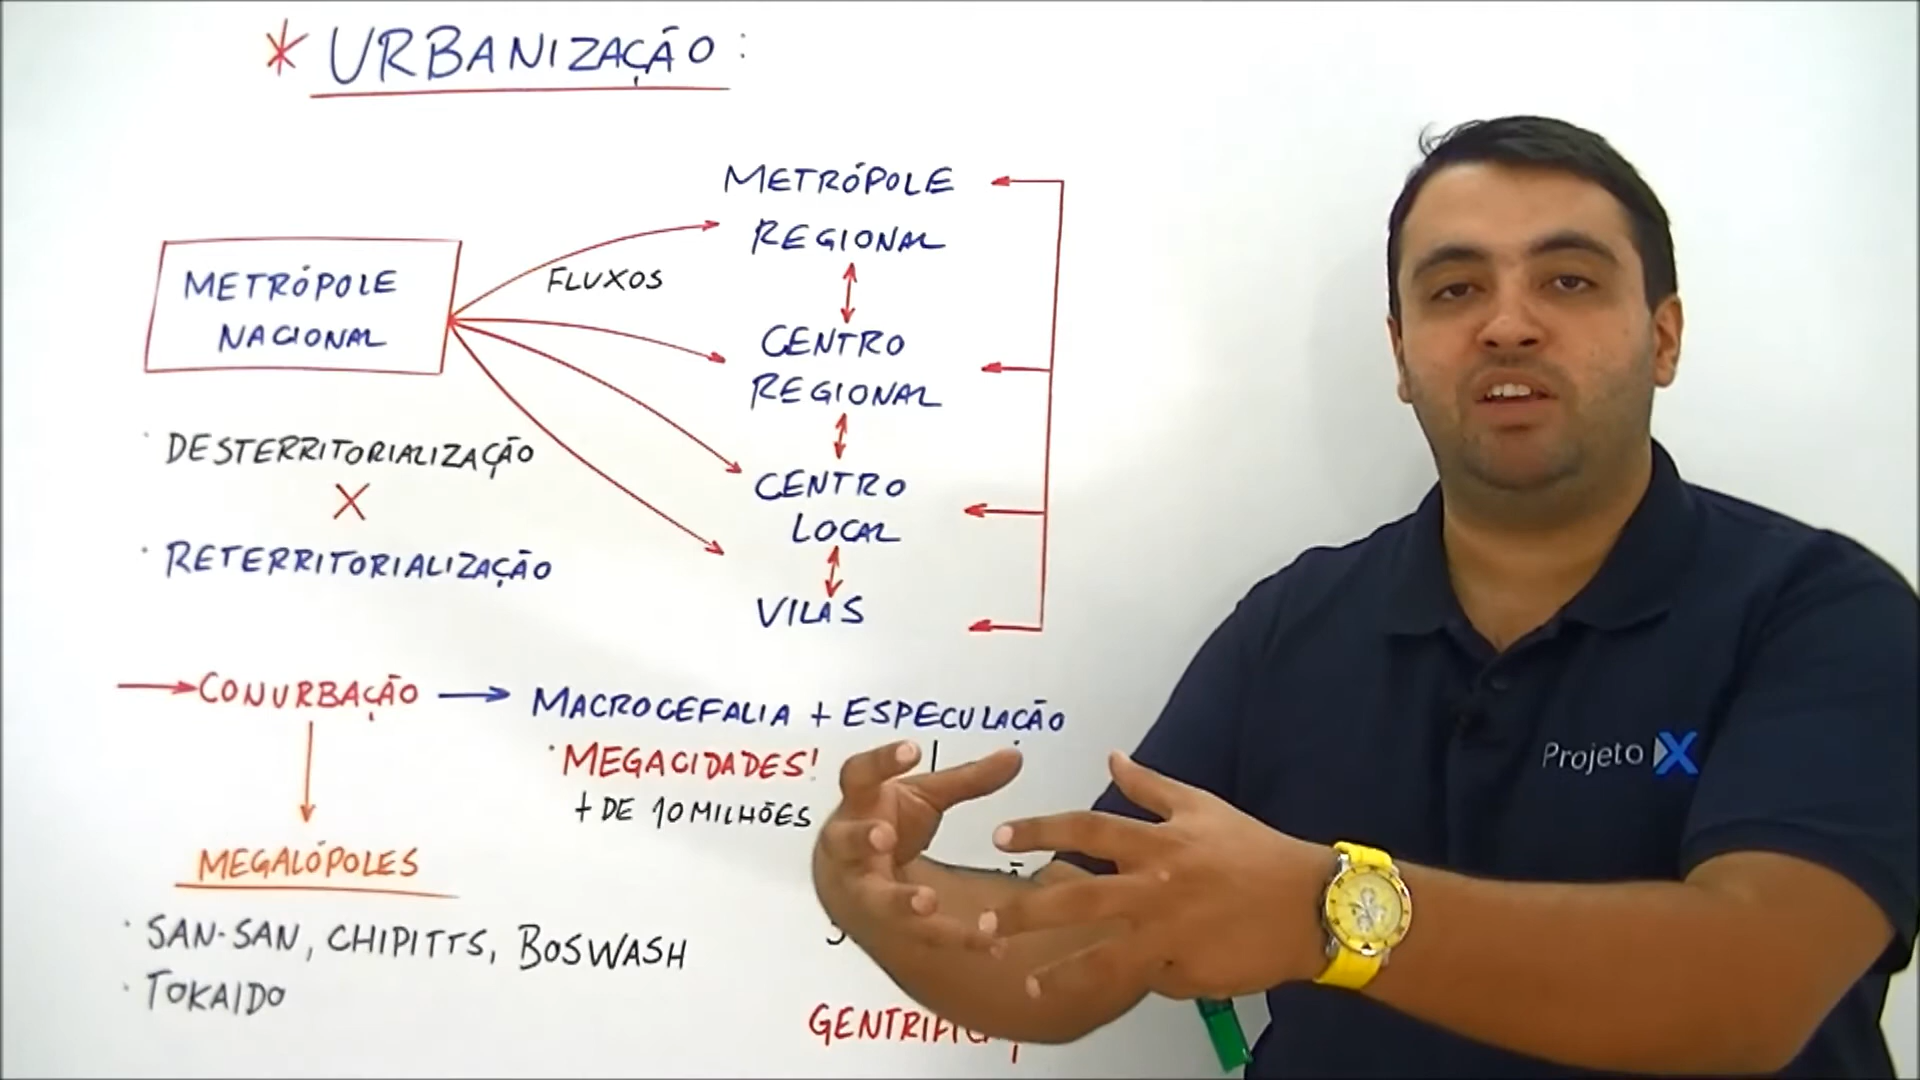 * URBANIZAÇÃO:
METRÓPOLE
REGIONAL
FLUXOS
METRÓPOLE
NACIONAL
CENTRO
REGIONAL
DESTERRITORIALIZAÇÃO
X
CENTRO
LOCAL
RETERRITORIALIZAÇÃO
VILAS
CONURBAÇÃO → MACROCEFALIA + ESPECULAÇÃO
MEGACIDADES!
+ DE 10 MILHÕES
MEGALÓPOLES
SAN-SAN, CHIPITTS, BOSWASH
TOKAIDO
Projeto X